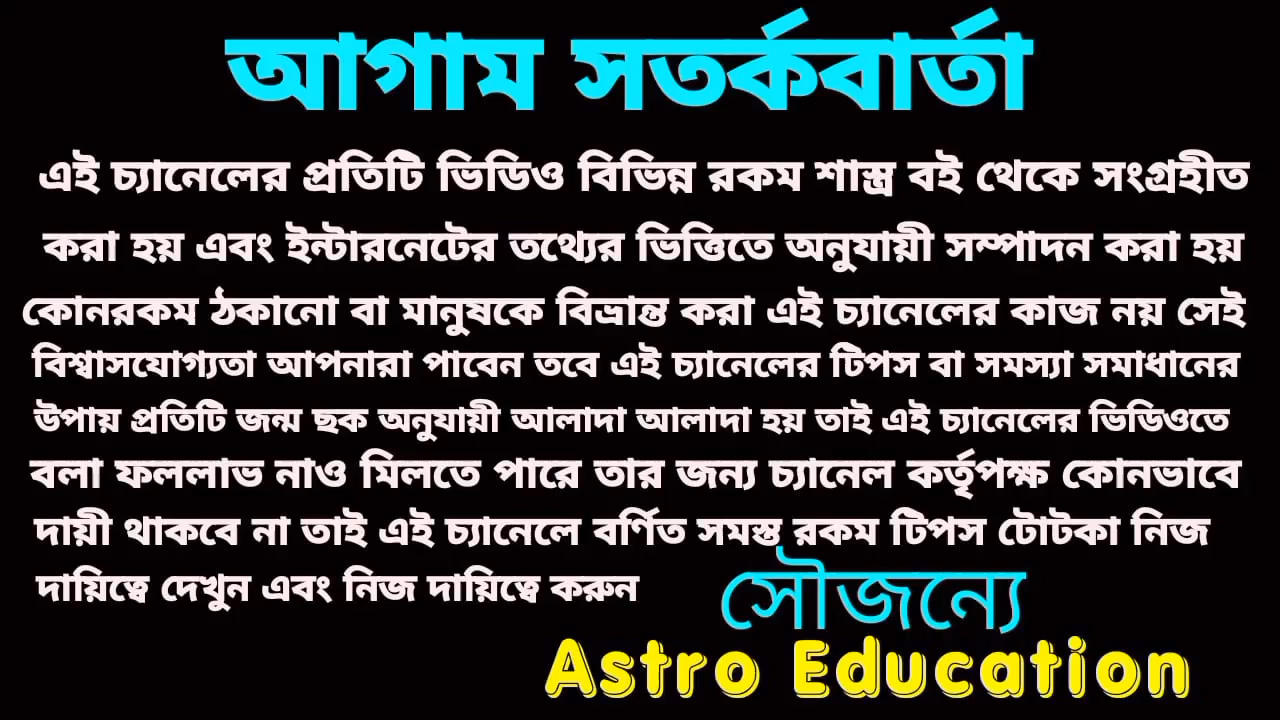 আগাম সতর্কবার্তা
এই চ্যানেলের প্রতিটি ভিডিও বিভিন্ন রকম শাস্ত্র বই থেকে সংগ্রহীত
করা হয় এবং ইন্টারনেটের তথ্যের ভিত্তিতে অনুযায়ী সম্পাদন করা হয়
কোনরকম ঠকানো বা মানুষকে বিভ্রান্ত করা এই চ্যানেলের কাজ নয় সেই
বিশ্বাসযোগ্যতা আপনারা পাবেন তবে এই চ্যানেলের টিপস বা সমস্যা সমাধানের
উপায় প্রতিটি জন্ম ছক অনুযায়ী আলাদা আলাদা হয় তাই এই চ্যানেলের ভিডিওতে
বলা ফললাভ নাও মিলতে পারে তার জন্য চ্যানেল কর্তৃপক্ষ কোনভাবে
দায়ী থাকবে না তাই এই চ্যানেলে বর্ণিত সমস্ত রকম টিপস টোটকা নিজ
দায়িত্বে দেখুন এবং নিজ দায়িত্বে করুন
সৌজন্যে
Astro Education